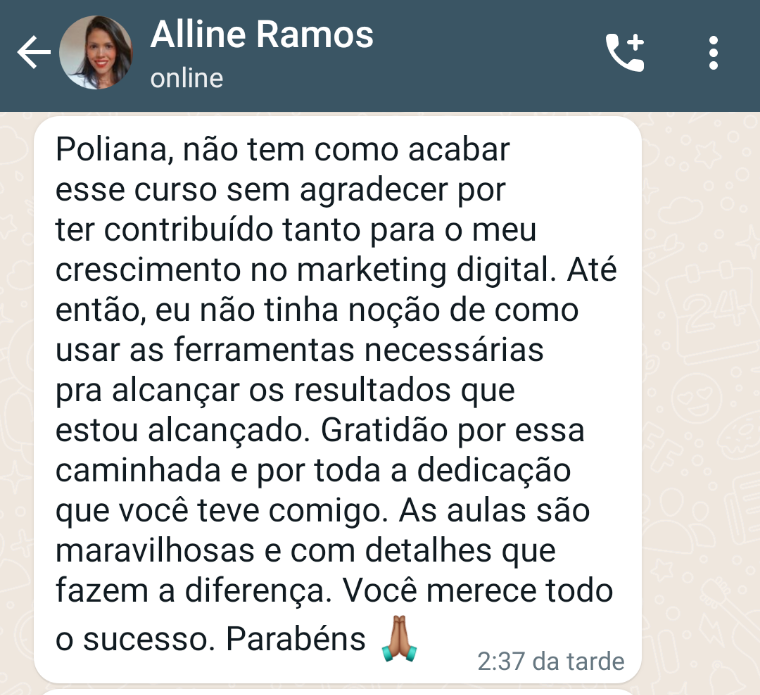 Alline Ramos
online
Poliana, não tem como acabar
esse curso sem agradecer por
ter contribuído tanto para o meu
crescimento no marketing digital. Até
então, eu não tinha noção de como
usar as ferramentas necessárias
pra alcançar os resultados que
estou alcançado. Gratidão por essa
caminhada e por toda a dedicação
que você teve comigo. As aulas são
maravilhosas e com detalhes que
fazem a diferença. Você merece todo
o sucesso. Parabéns 🙏🏽
2:37 da tarde